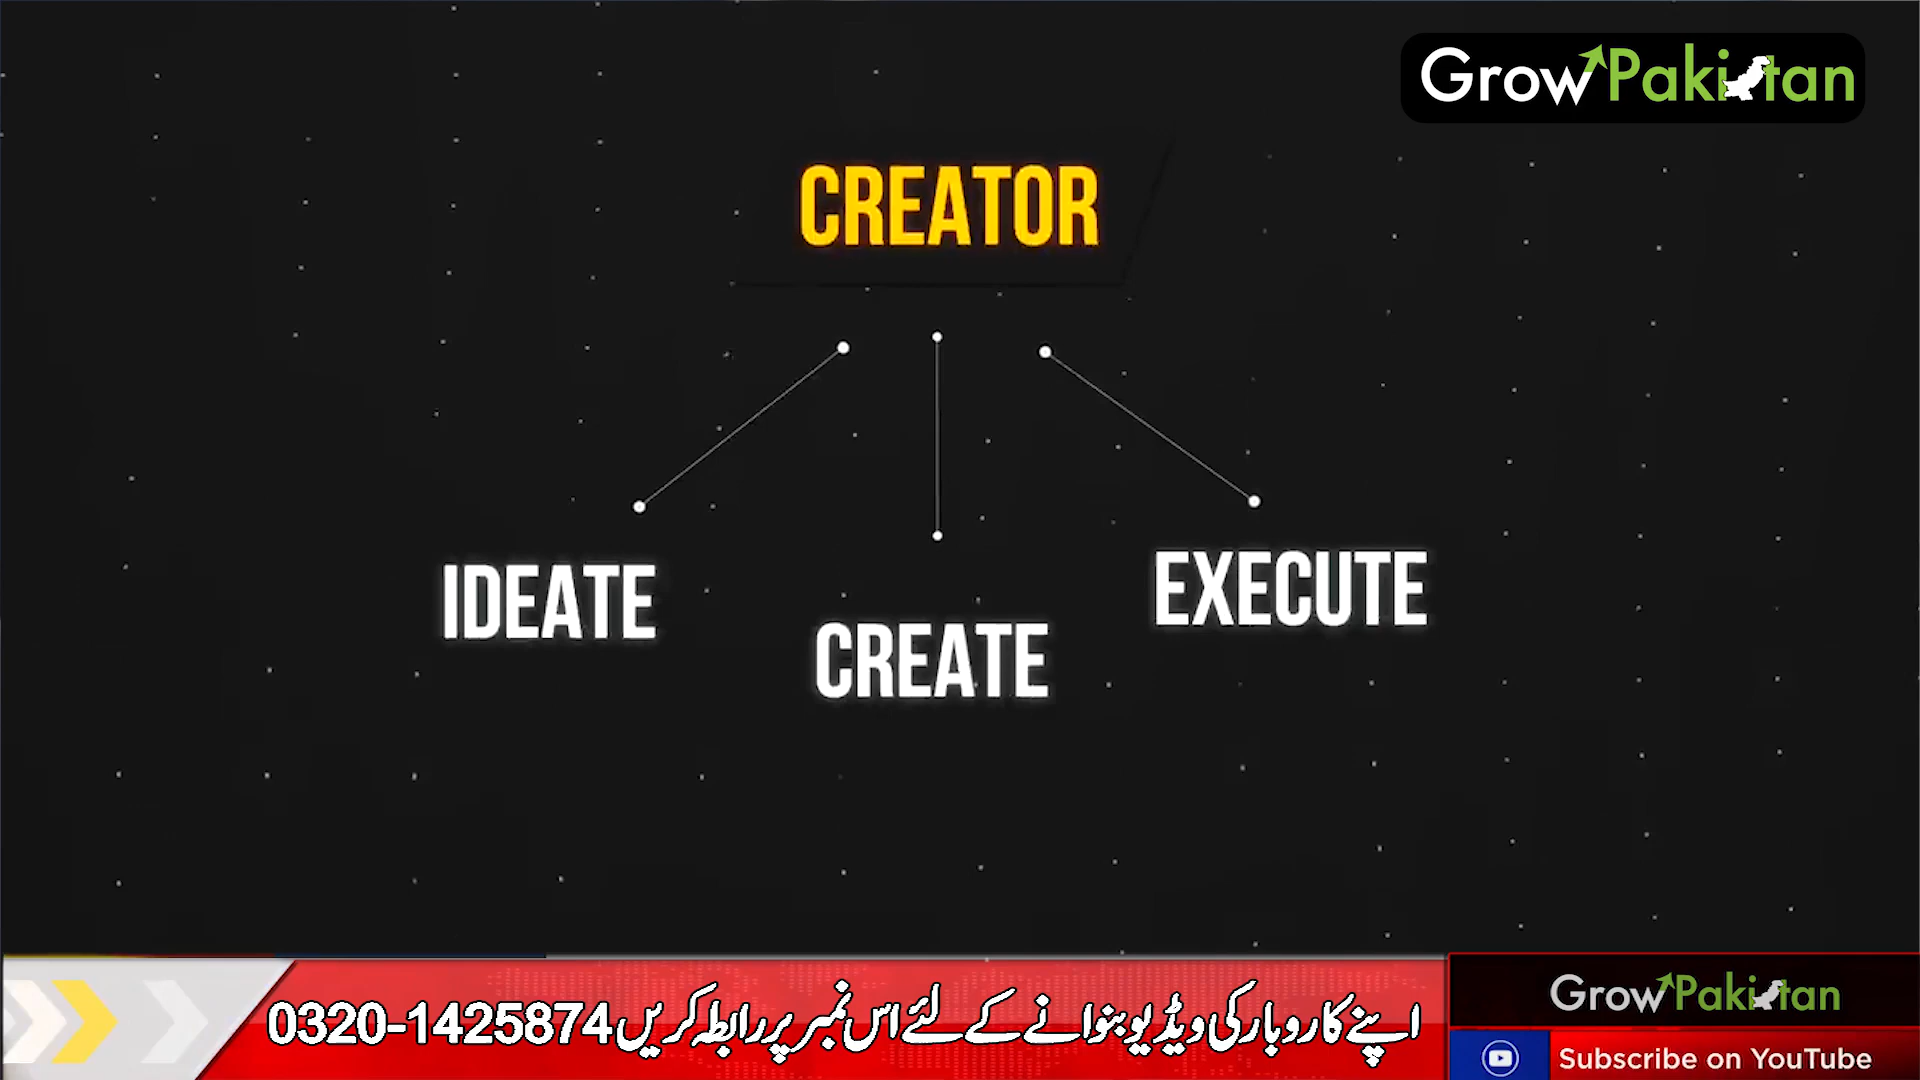 GrowPakistan
CREATOR
IDEATE
CREATE
EXECUTE
اپنے کاروبار کی ویڈیو بنوانے کے لئے اس نمبر پر رابطہ کریں 0320-1425874
GrowPakistan
Subscribe on YouTube